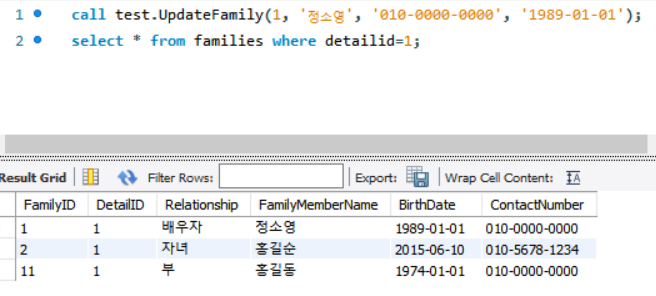 1 call test.UpdateFamily(1, '정소영', '010-0000-0000', '1989-01-01');
2 select * from families where detailid=1;
Result Grid Filter Rows: Export: Wrap Cell Content:
FamilyID DetailID Relationship FamilyMemberName BirthDate ContactNumber
1 1 배우자 정소영 1989-01-01 010-0000-0000
2 1 자녀 홍길순 2015-06-10 010-5678-1234
11 1 부 홍길동 1974-01-01 010-0000-0000